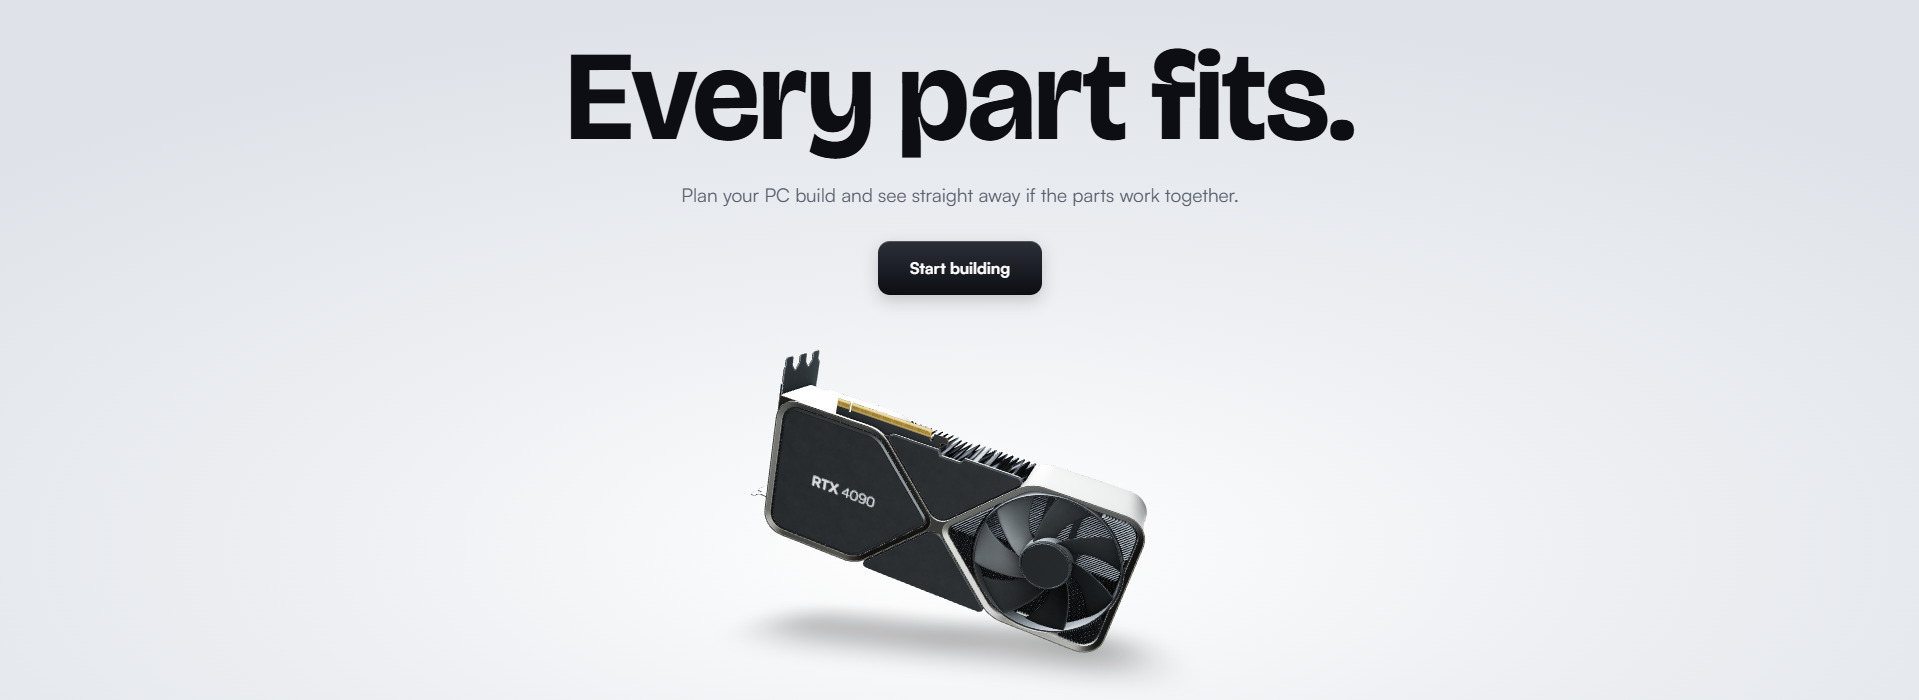 Every part fits.
Plan your PC build and see straight away if the parts work together.
Start building
RTX 4090